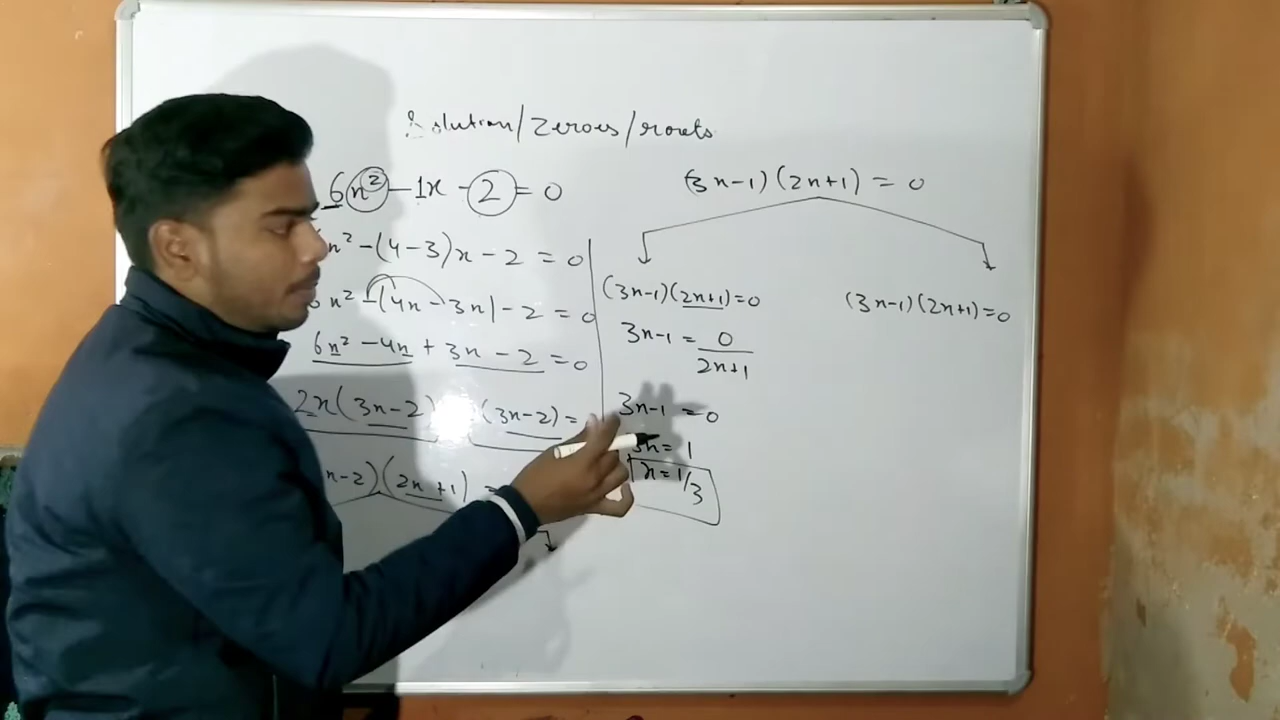 Solution/Zeroes/roots
6x² - 1x - 2 = 0
x² - (4-3)x - 2 = 0
x² - (4x - 3x) - 2 = 0
6x² - 4x + 3x - 2 = 0
2x(3x-2) (3x-2) =
x-2)(2x+1) =
(3x-1)(2x+1) = 0
(3x-1)(2x+1)=0
3x-1 = 0/2x+1
3x-1 = 0
3x = 1
x = 1/3
(3x-1)(2x+1)=0